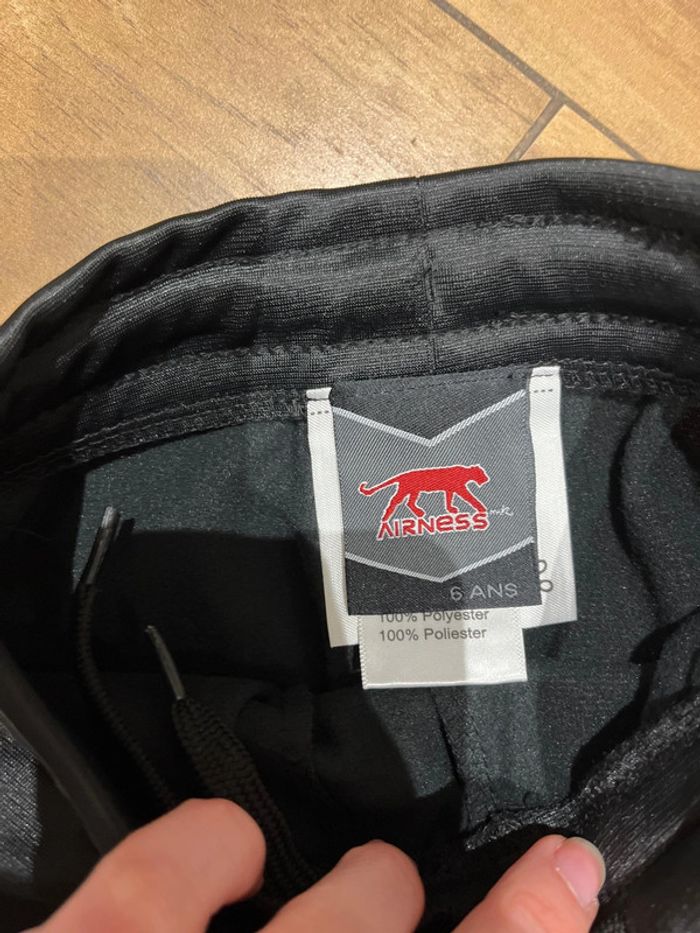 AIRNESS
6 ANS
100% Polyester
100% Poliester